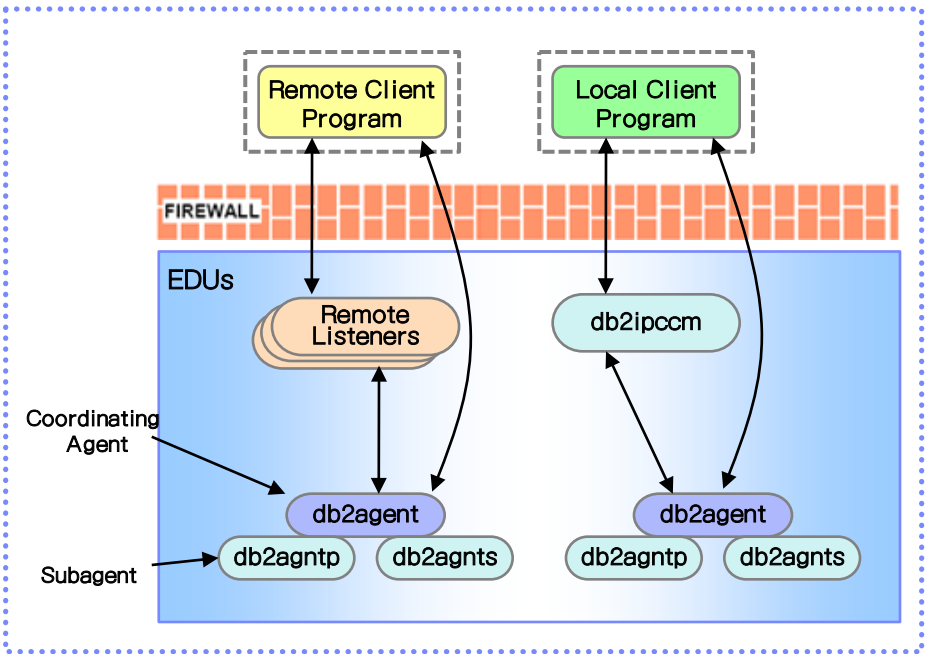 Remote Client
Program
Local Client
Program
FIREWALL
EDUs
Remote
Listeners
db2ipccm
Coordinating
Agent
db2agent
db2agent
db2agntp
db2agnts
db2agntp
db2agnts
Subagent